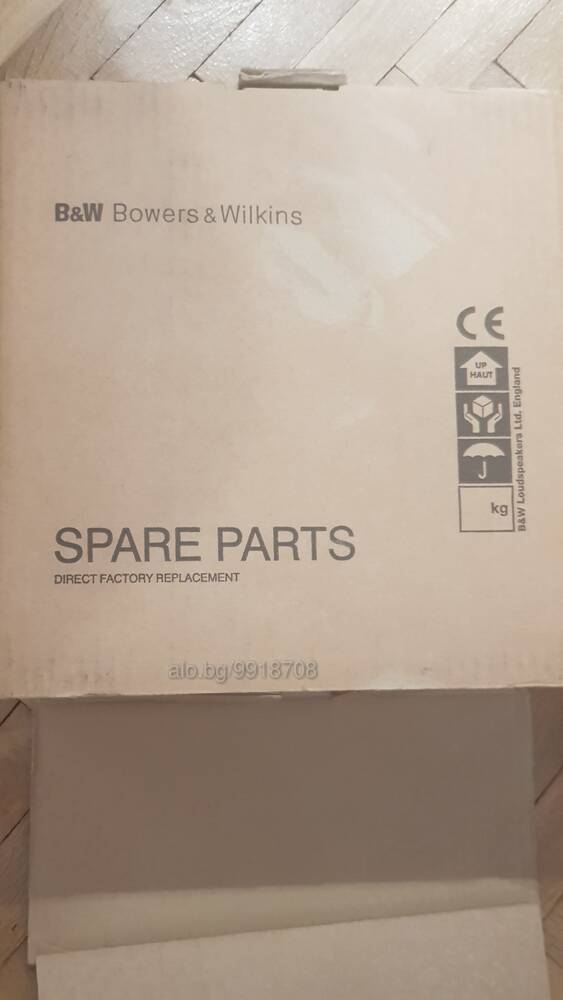 B&W Bowers & Wilkins
CE
UP
HAUT
kg
B&W Loudspeakers Ltd. England
SPARE PARTS
DIRECT FACTORY REPLACEMENT
alo.bg/9918708